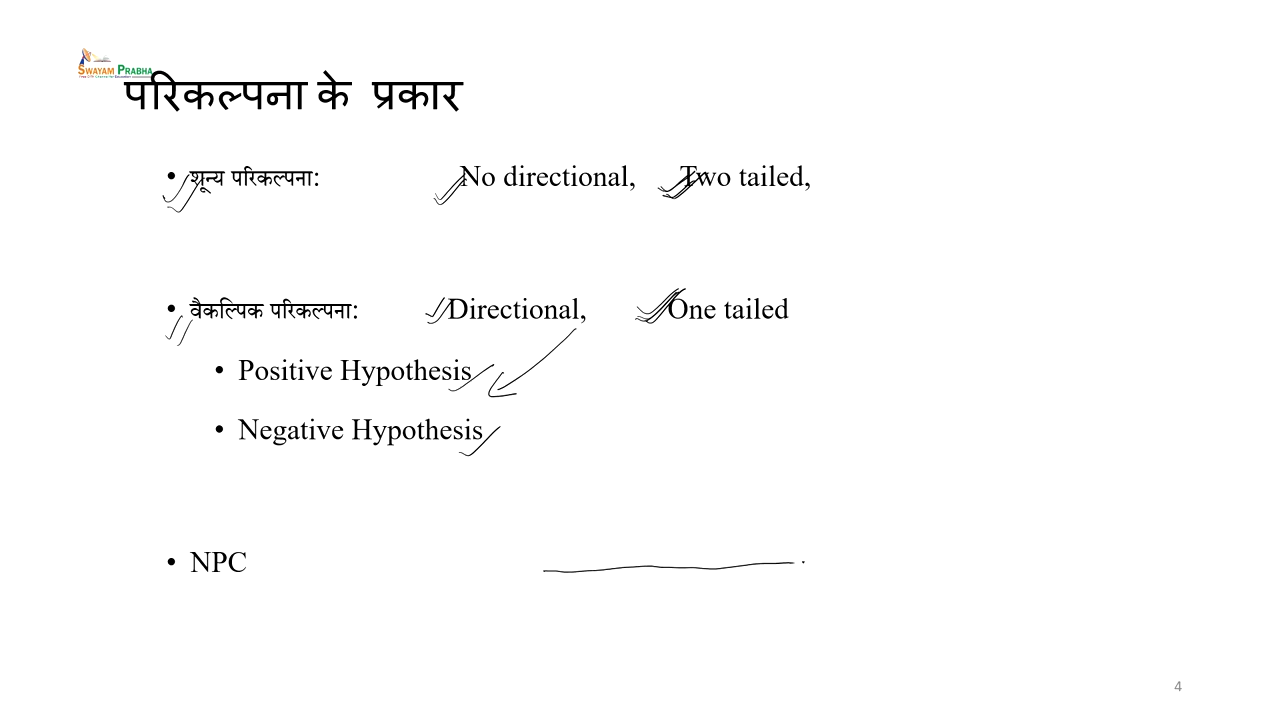 SWAYAM PRABHA
परिकल्पना के प्रकार
• शून्य परिकल्पना: No directional, Two tailed,
• वैकल्पिक परिकल्पना: Directional, One tailed
• Positive Hypothesis
• Negative Hypothesis
• NPC
4